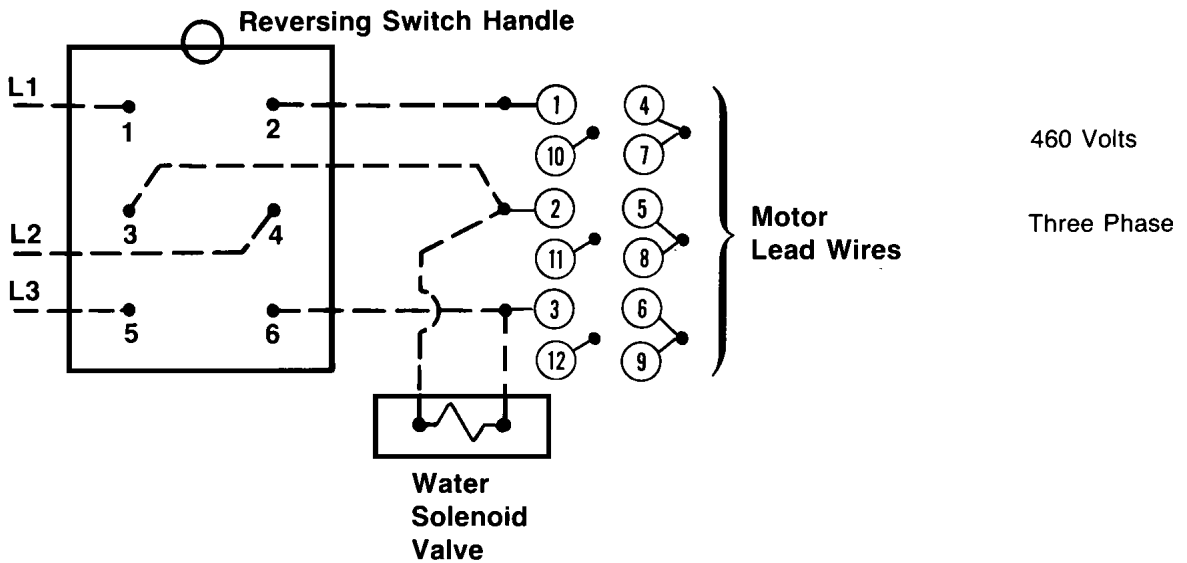 Reversing Switch Handle
L1
1
2
1
4
10
7
460 Volts
3
4
2
5
Motor
Lead Wires
Three Phase
L2
11
8
L3
5
6
3
6
12
9
Water
Solenoid
Valve